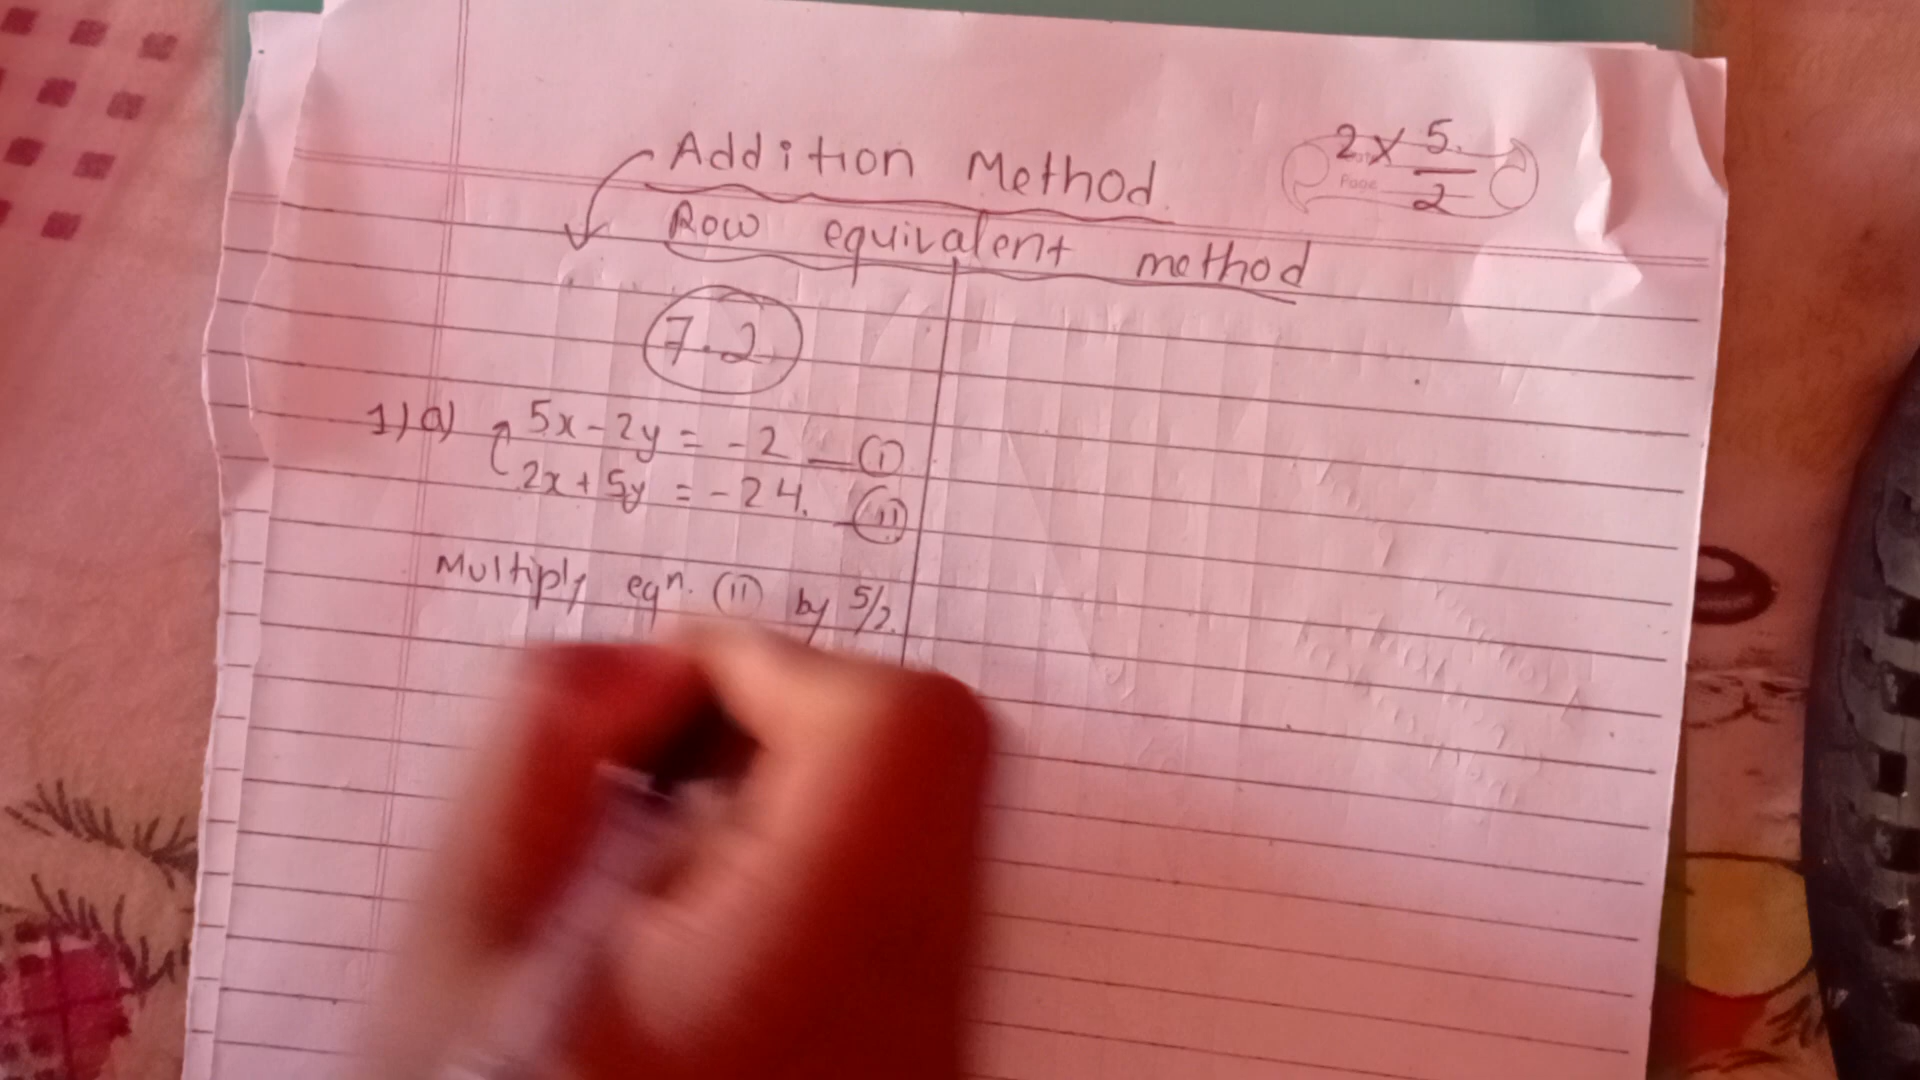 Addition Method
2 x 5/2
Page
Row equivalent method
7.2
1) a) 5x - 2y = -2 — (i)
2x + 5y = -24. — (ii)
Multiply eqⁿ. (ii) by 5/2.